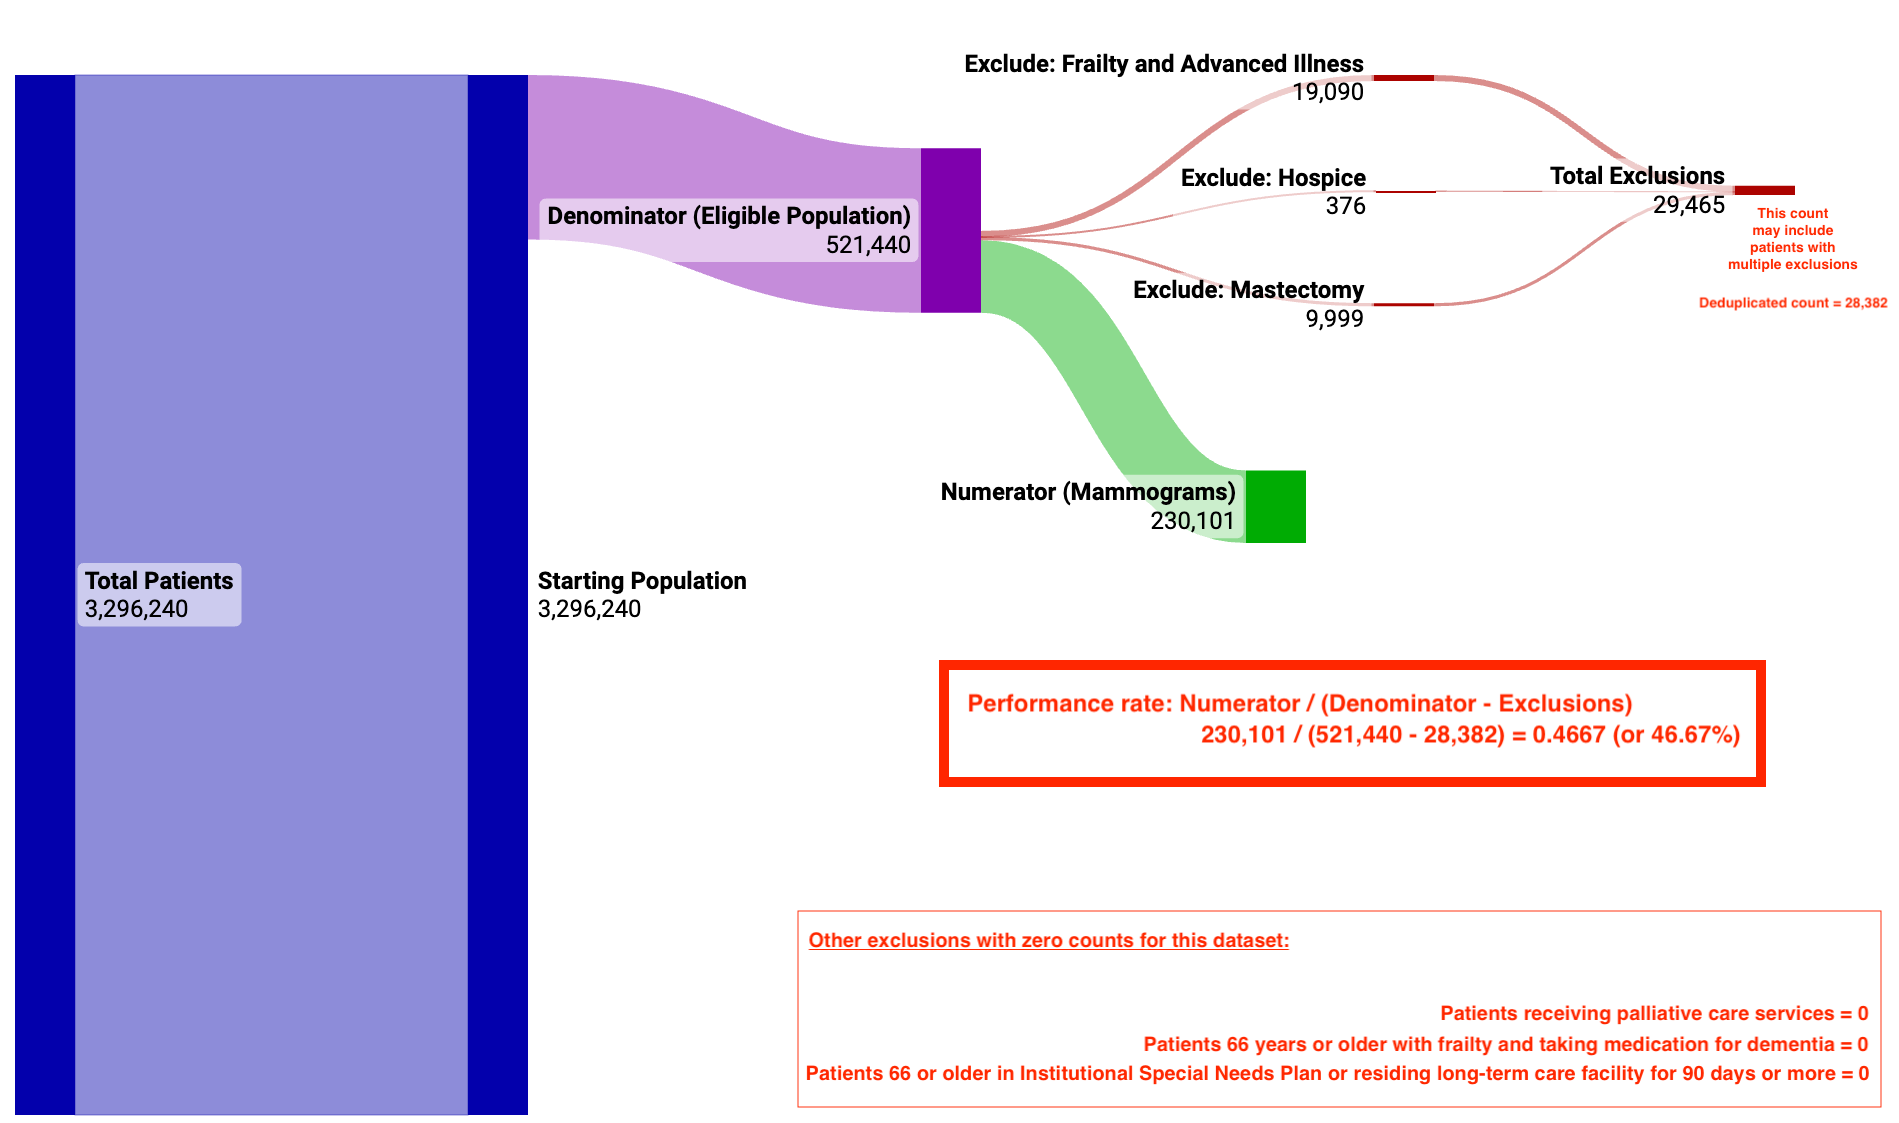 Exclude: Frailty and Advanced Illness
19,090
Exclude: Hospice
376
Total Exclusions
29,465
This count
may include
patients with
multiple exclusions
Deduplicated count = 28,382
Denominator (Eligible Population)
521,440
Exclude: Mastectomy
9,999
Numerator (Mammograms)
230,101
Total Patients
3,296,240
Starting Population
3,296,240
Performance rate: Numerator / (Denominator - Exclusions)
230,101 / (521,440 - 28,382) = 0.4667 (or 46.67%)
Other exclusions with zero counts for this dataset:
Patients receiving palliative care services = 0
Patients 66 years or older with frailty and taking medication for dementia = 0
Patients 66 or older in Institutional Special Needs Plan or residing long-term care facility for 90 days or more = 0